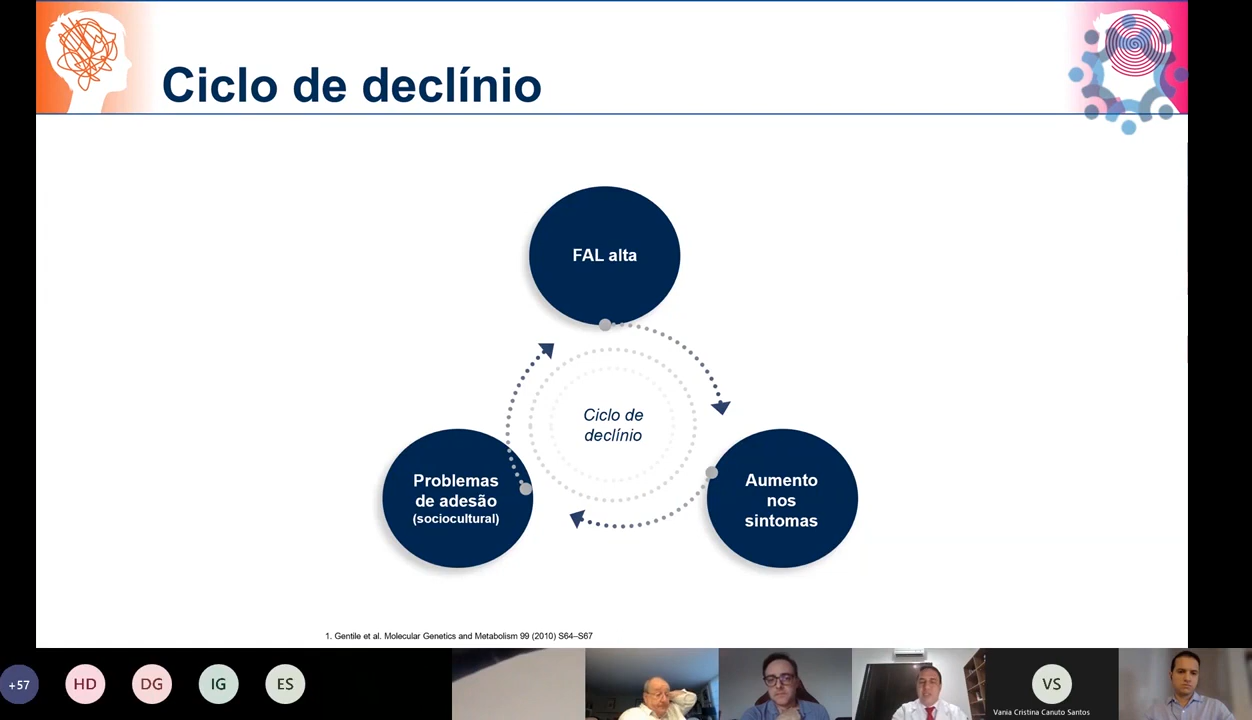 Ciclo de declínio
FAL alta
Ciclo de
declínio
Problemas
de adesão
(sociocultural)
Aumento
nos
sintomas
1. Gentile et al. Molecular Genetics and Metabolism 99 (2010) S64–S67
+57
HD
DG
IG
ES
VS
Vania Cristina Canuto Santos